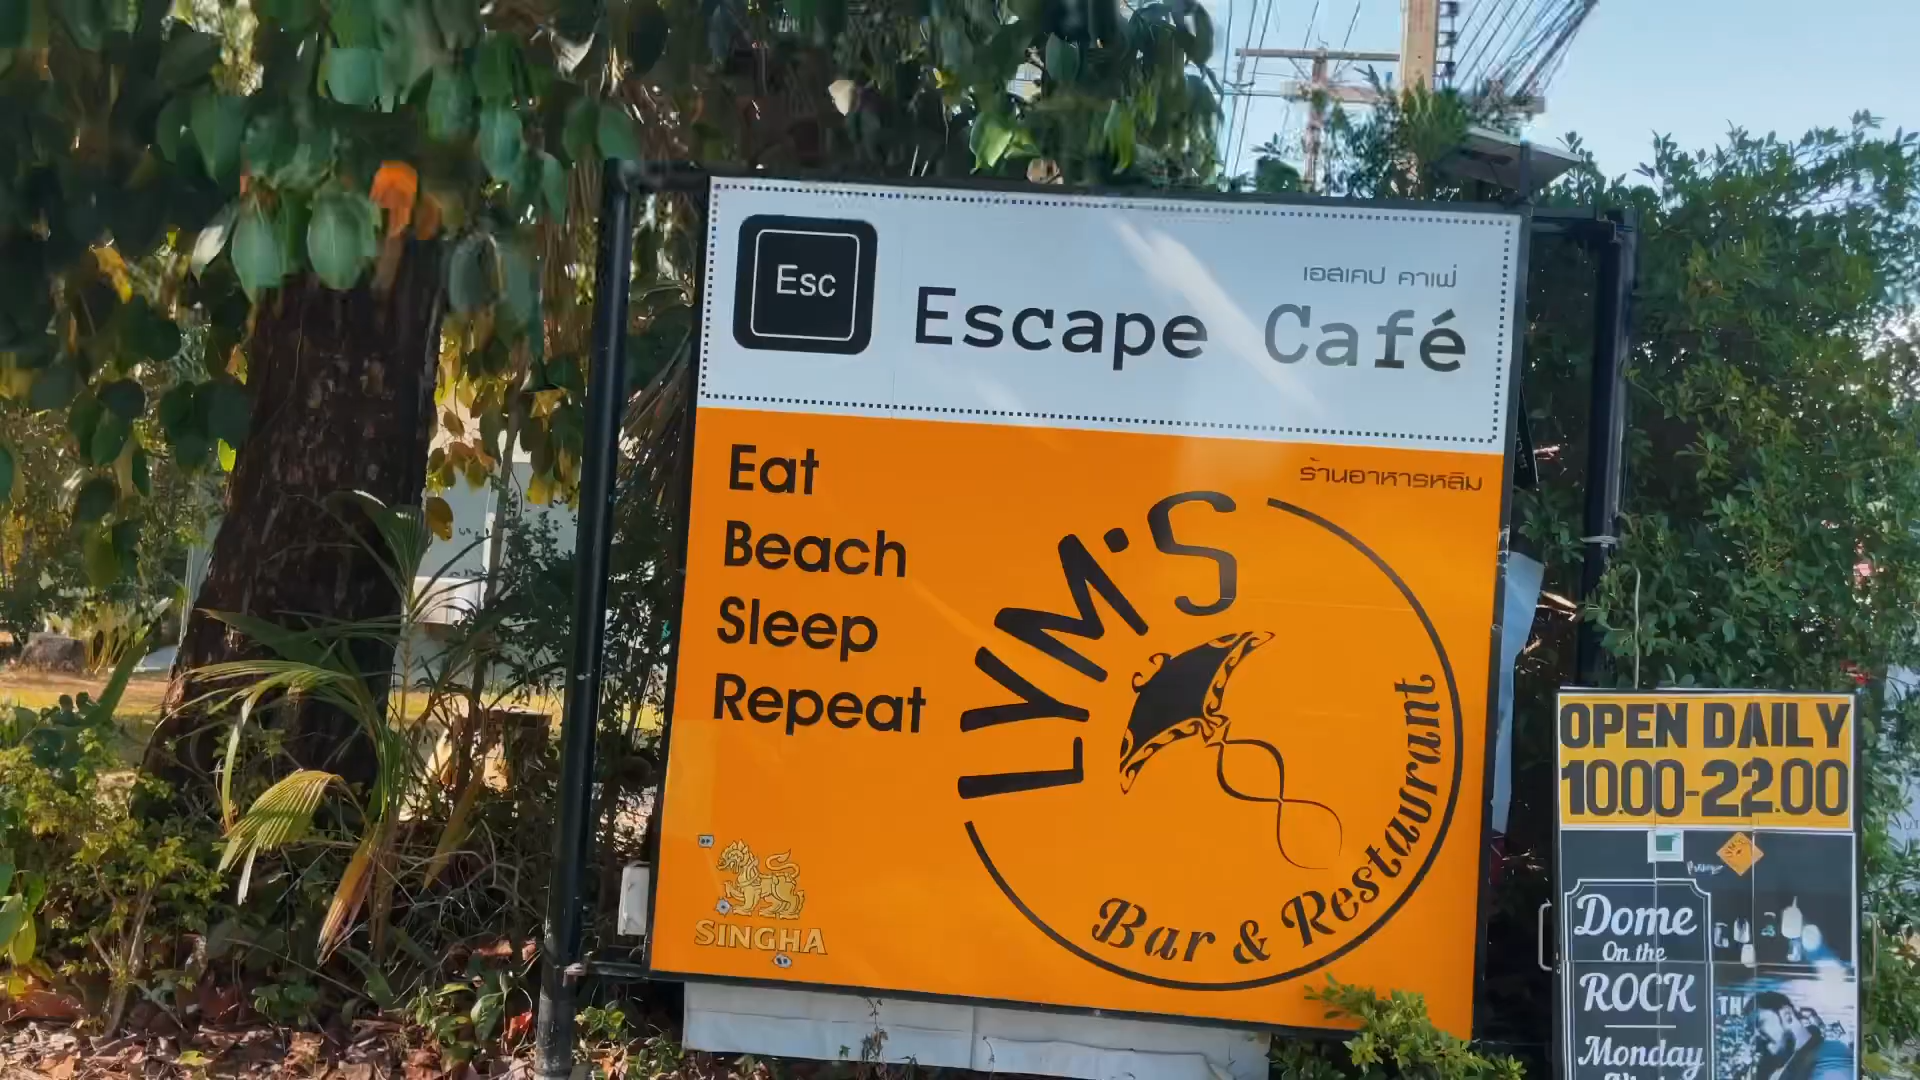 Esc
เอสเคป คาเฟ่
Escape Café
ร้านอาหารหลิม
Eat
Beach
Sleep
Repeat
LYM'S
Bar & Restaurant
SINGHA
OPEN DAILY
10.00-22.00
Dome
On the
ROCK
Monday